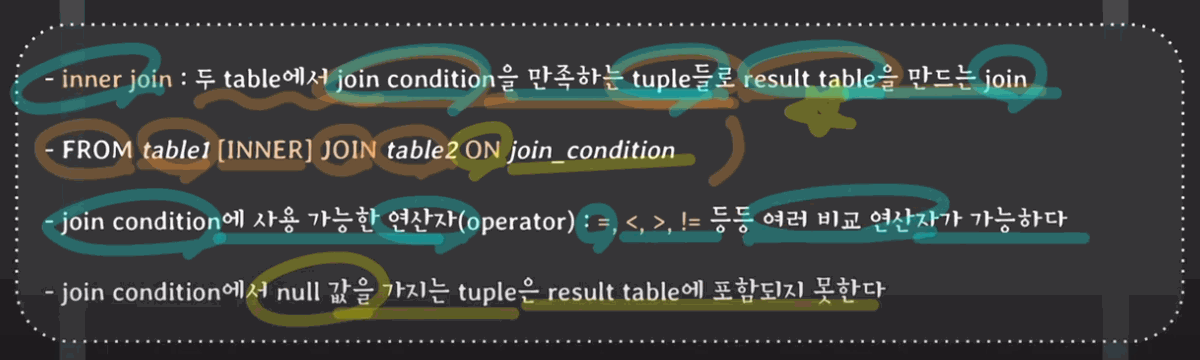 - inner join : 두 table에서 join condition을 만족하는 tuple들로 result table을 만드는 join
- FROM table1 [INNER] JOIN table2 ON join_condition
- join condition에 사용 가능한 연산자(operator) : =, <, >, != 등등 여러 비교 연산자가 가능하다
- join condition에서 null 값을 가지는 tuple은 result table에 포함되지 못한다